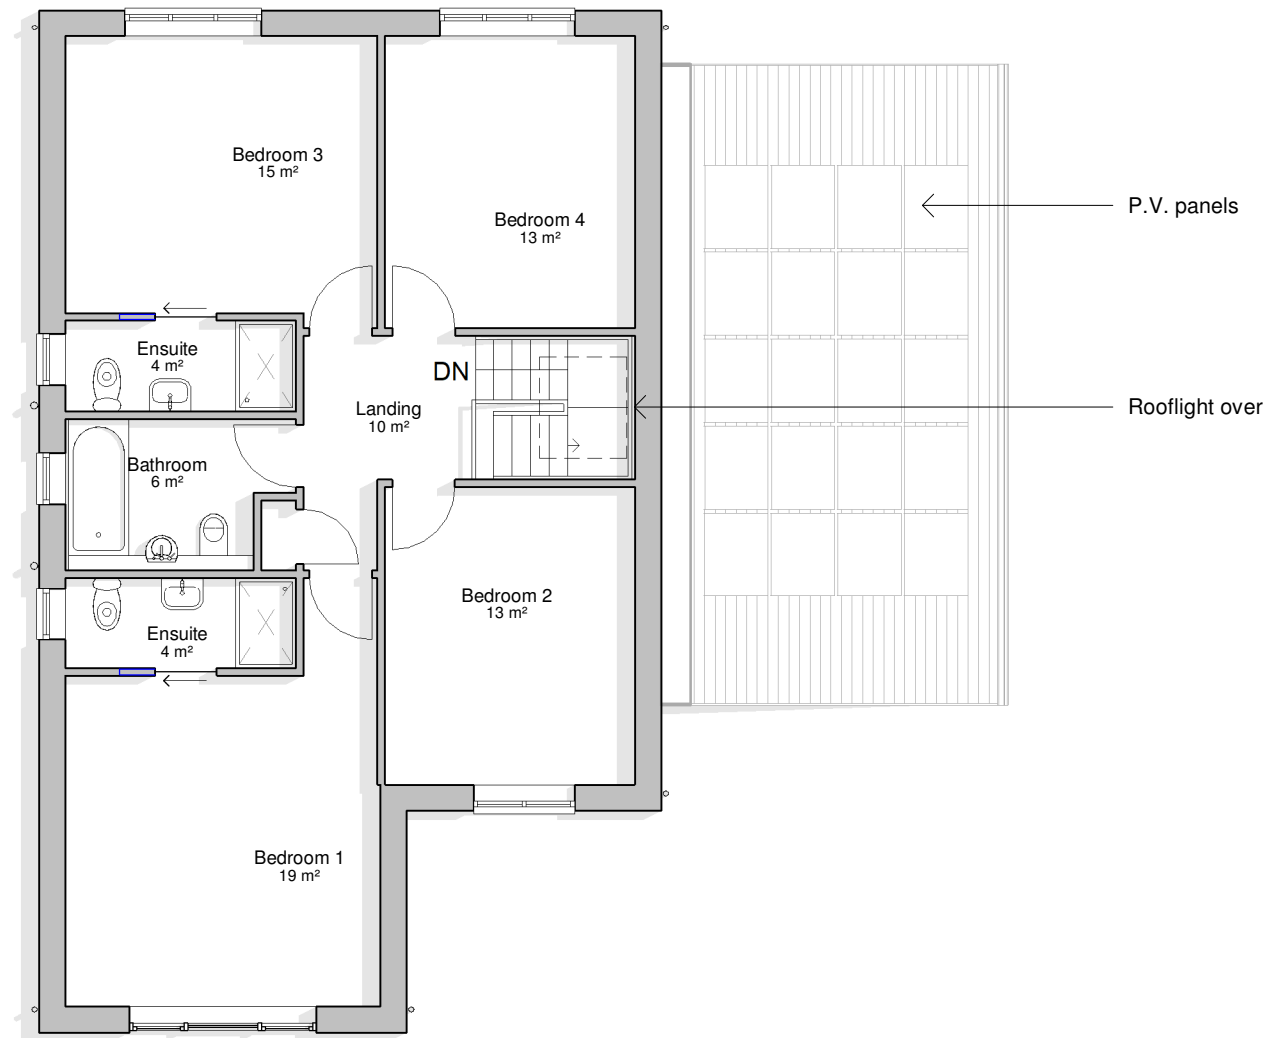 Bedroom 3
15 m²
Bedroom 4
13 m²
P.V. panels
Ensuite
4 m²
DN
Landing
10 m²
Rooflight over
Bathroom
6 m²
Bedroom 2
13 m²
Ensuite
4 m²
Bedroom 1
19 m²